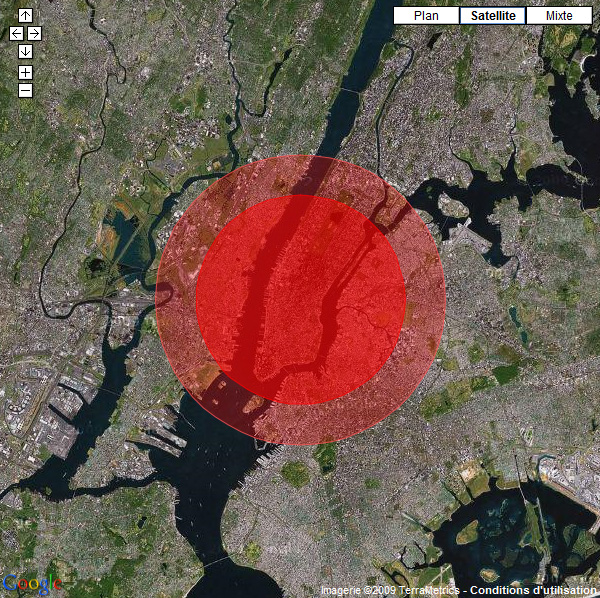 Plan
Satellite
Mixte
Google
Imagerie ©2009 TerraMetrics - Conditions d'utilisation